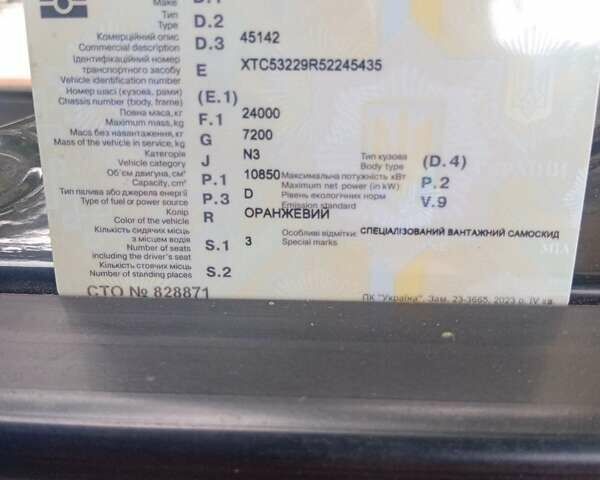 Make D.1
Тип
Type D.2
Комерційний опис
Commercial description D.3 45142
Ідентифікаційний номер
транспортного засобу
Vehicle identification number E XTC53229R52245435
Номер шасі (кузова, рами)
Chassis number (body, frame) (E.1)
Повна маса, кг
Maximum mass, kg F.1 24000
Маса без навантаження, кг
Mass of the vehicle in service, kg G 7200
Категорія
Vehicle category J N3
Тип кузова
Body type (D.4)
Об'єм двигуна, см³
Capacity, cm³ P.1 10850
Максимальна потужність кВт
Maximum net power (in kW) P.2
Тип палива або джерела енергії
Type of fuel or power source P.3 D
Рівень екологічних норм
Emission standard V.9
Колір
Color of the vehicle R ОРАНЖЕВИЙ
Кількість сидячих місць
з місцем водія
Number of seats
including the driver's seat S.1 3
Особливі відмітки: СПЕЦІАЛІЗОВАНИЙ ВАНТАЖНИЙ САМОСКИД
Special marks
Кількість стоячих місць
Number of standing places S.2
СТО № 828871
ПК "Україна", Зам. 23-3665, 2023 р. IV кв.